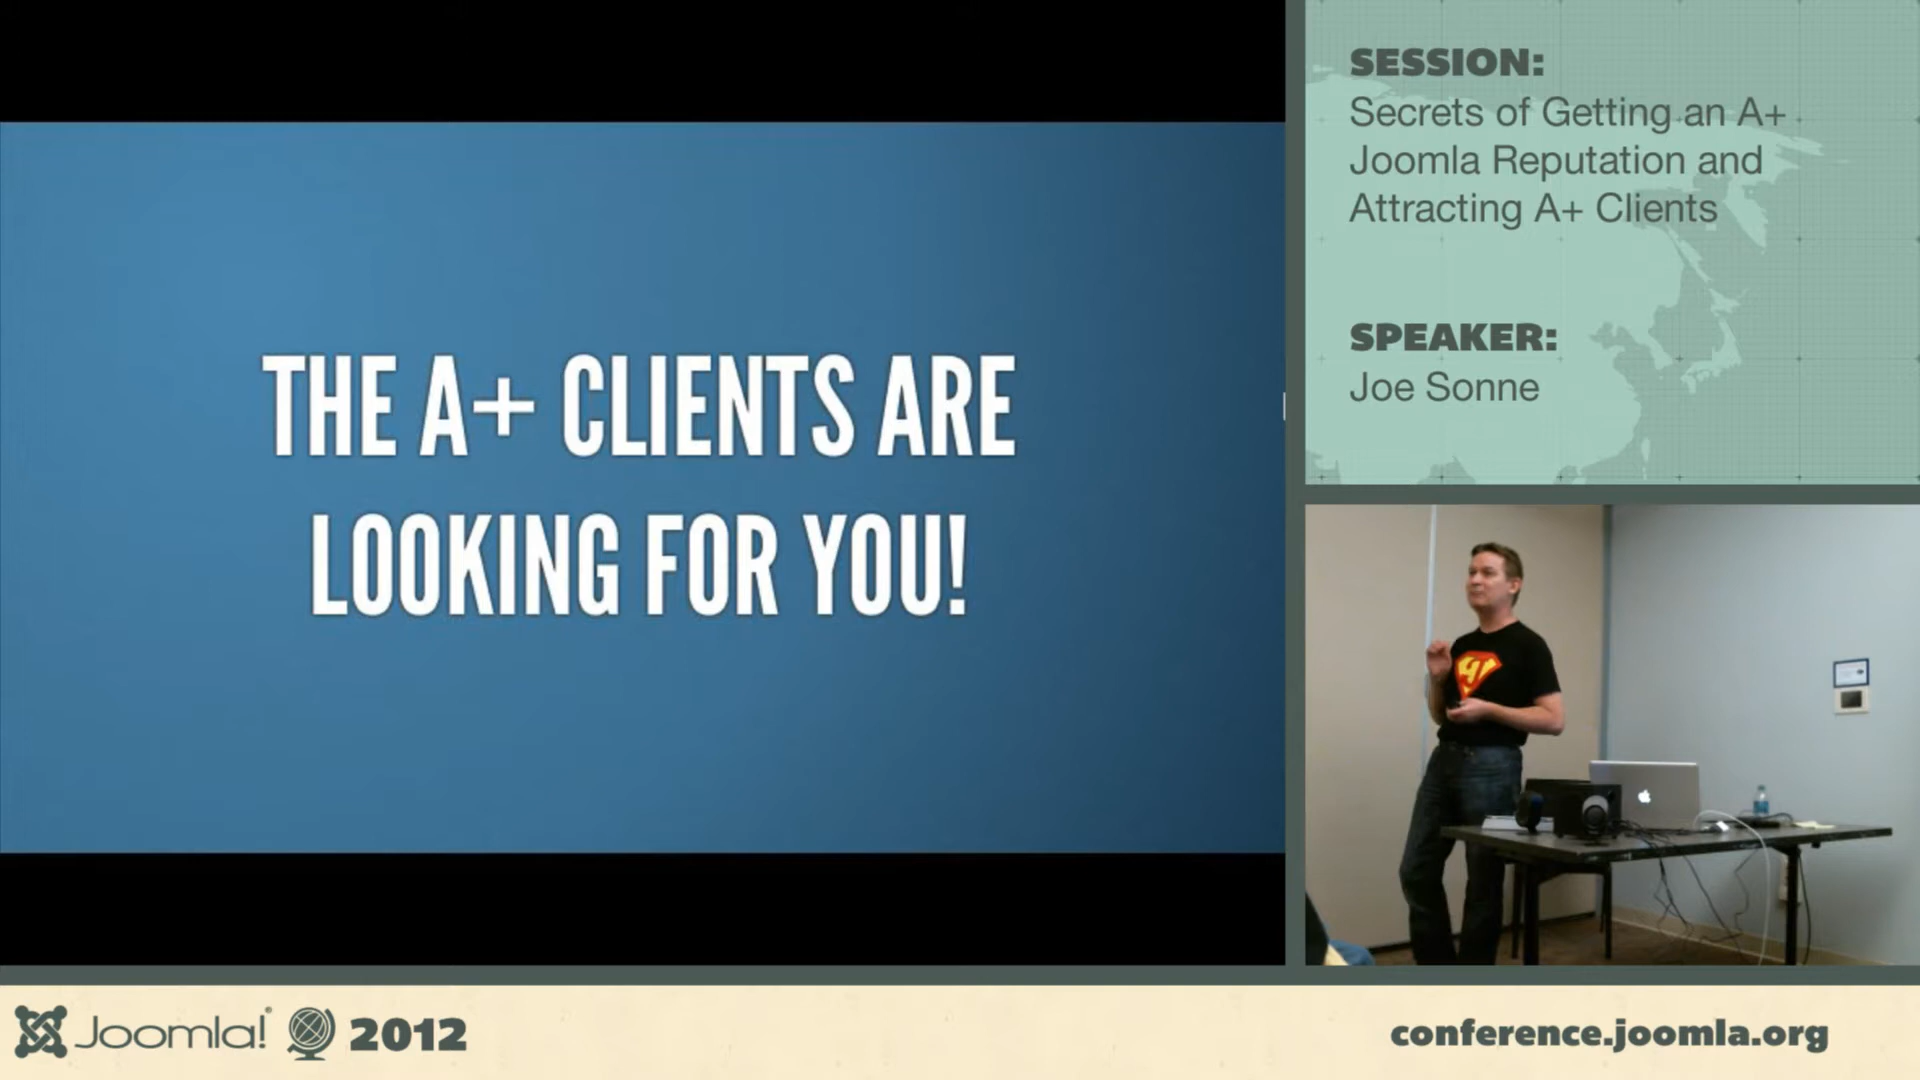 THE A+ CLIENTS ARE
LOOKING FOR YOU!
SESSION:
Secrets of Getting an A+
Joomla Reputation and
Attracting A+ Clients
SPEAKER:
Joe Sonne
Joomla!® 2012
conference.joomla.org